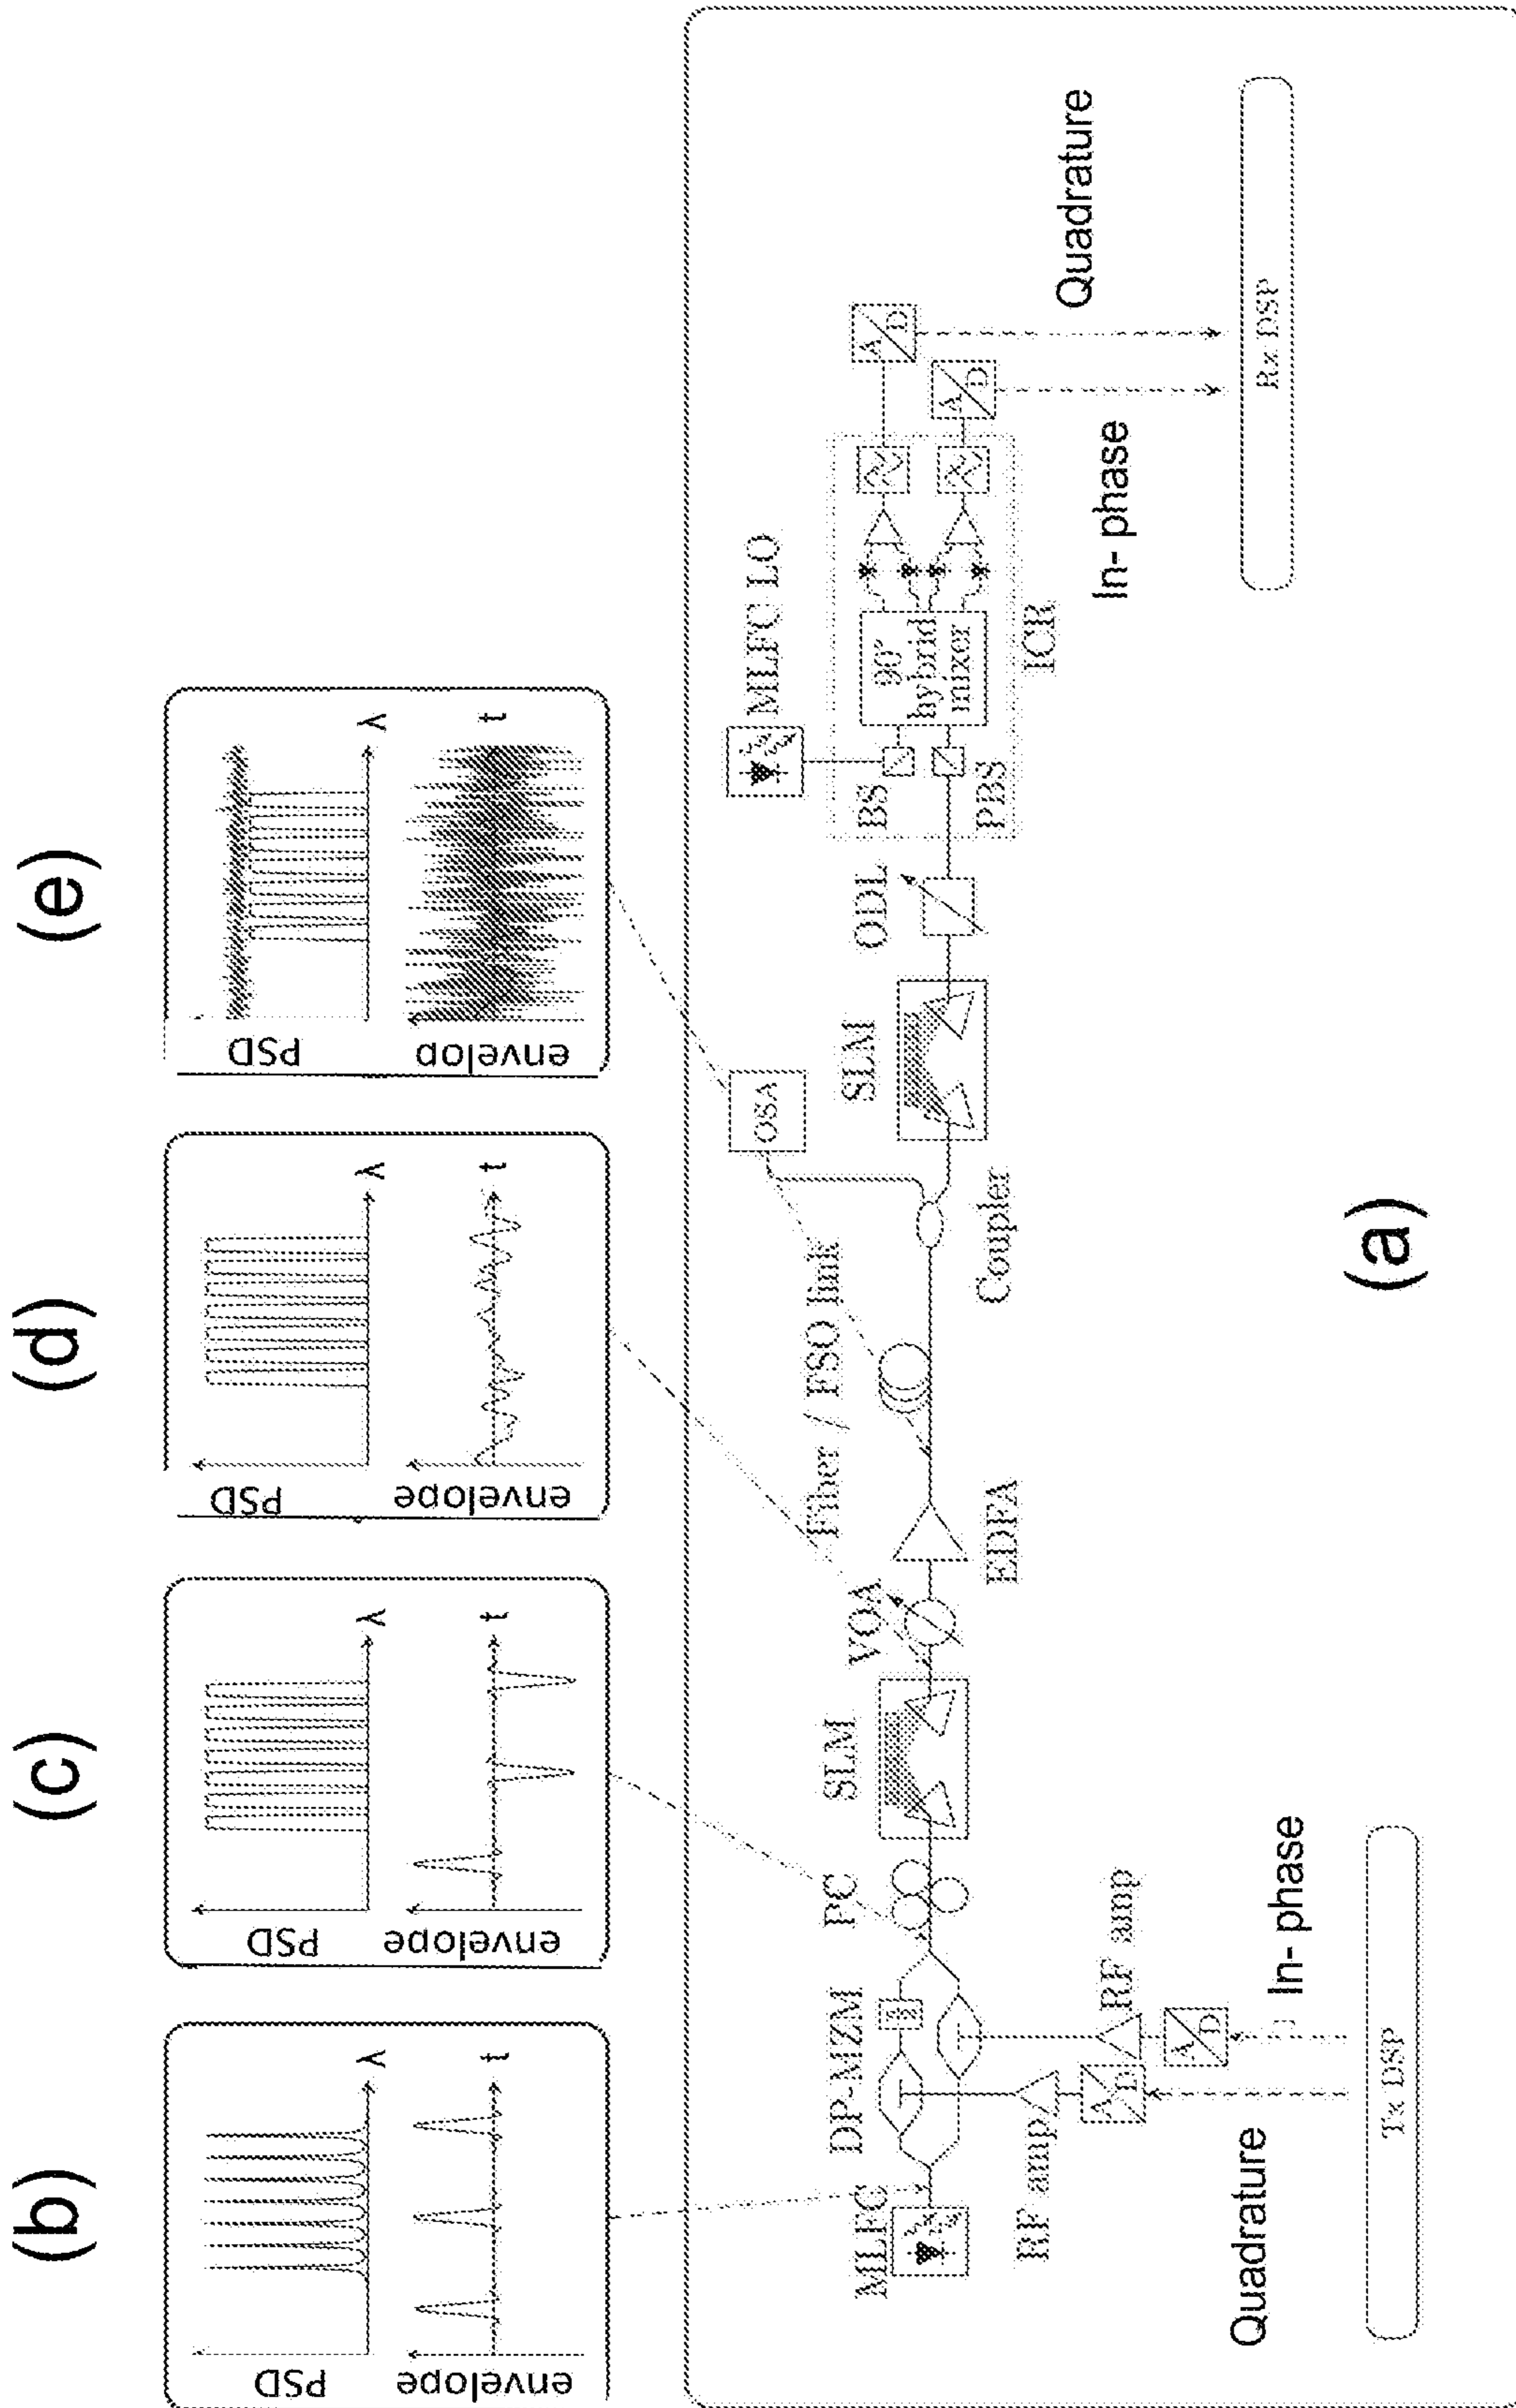 (b)
(c)
(d)
(e)
PSD
λ
envelope
t
PSD
λ
envelope
t
PSD
λ
envelope
t
PSD
λ
envelop
t
MLFC
DP-MZM
PC
SLM
VOA
EDFA
Fiber / FSO link
Coupler
OSA
SLM
ODL
BS
PBS
MLFC LO
90°
hybrid
mixer
ICR
A
D
A
D
In- phase
Quadrature
Rx DSP
RF amp
RF amp
A
D
A
D
Quadrature
In- phase
Tx DSP
(a)